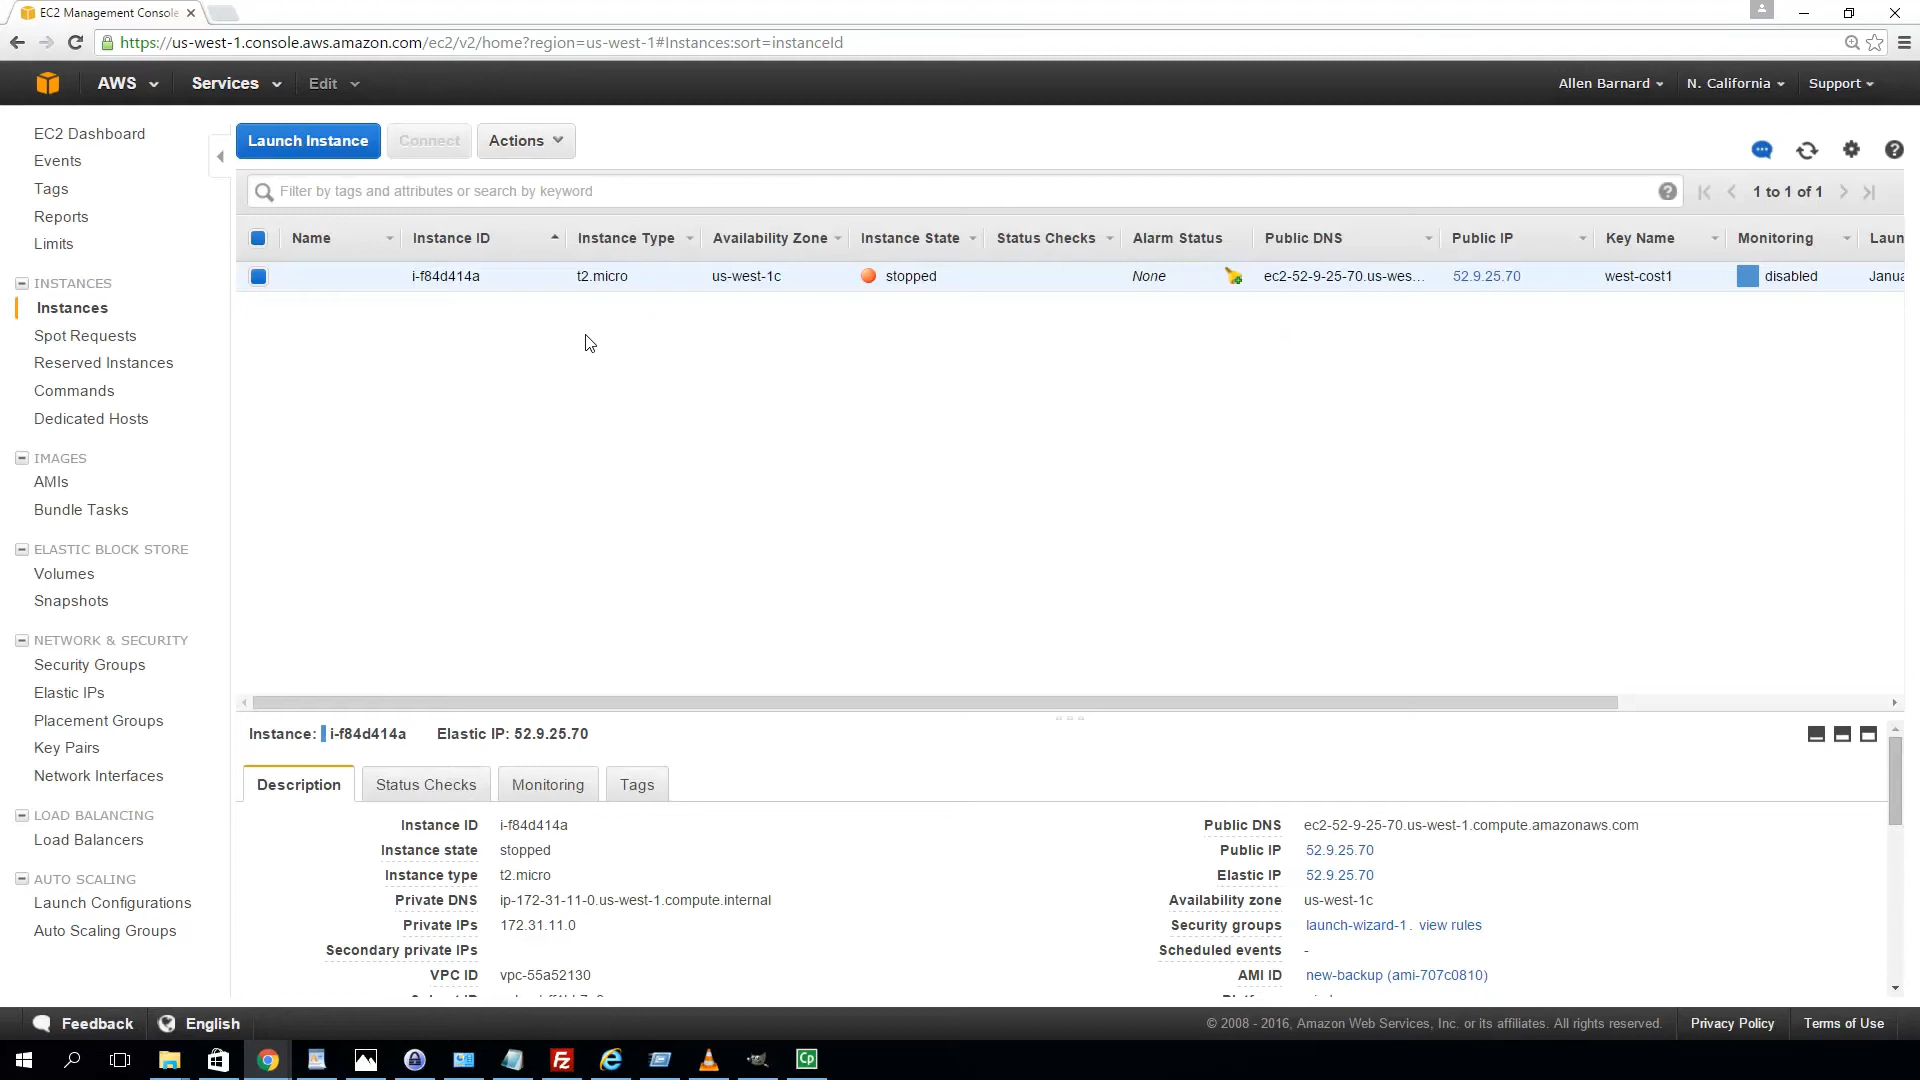 EC2 Management Console
https://us-west-1.console.aws.amazon.com/ec2/v2/home?region=us-west-1#Instances:sort=instanceId
AWS Services Edit Allen Barnard N. California Support
EC2 Dashboard
Events
Tags
Reports
Limits
INSTANCES
Instances
Spot Requests
Reserved Instances
Commands
Dedicated Hosts
IMAGES
AMIs
Bundle Tasks
ELASTIC BLOCK STORE
Volumes
Snapshots
NETWORK & SECURITY
Security Groups
Elastic IPs
Placement Groups
Key Pairs
Network Interfaces
LOAD BALANCING
Load Balancers
AUTO SCALING
Launch Configurations
Auto Scaling Groups
Launch Instance Connect Actions
Filter by tags and attributes or search by keyword
1 to 1 of 1
Name Instance ID Instance Type Availability Zone Instance State Status Checks Alarm Status Public DNS Public IP Key Name Monitoring Laun
i-f84d414a t2.micro us-west-1c stopped None ec2-52-9-25-70.us-wes... 52.9.25.70 west-cost1 disabled Janua
Instance: i-f84d414a Elastic IP: 52.9.25.70
Description Status Checks Monitoring Tags
Instance ID i-f84d414a Public DNS ec2-52-9-25-70.us-west-1.compute.amazonaws.com
Instance state stopped Public IP 52.9.25.70
Instance type t2.micro Elastic IP 52.9.25.70
Private DNS ip-172-31-11-0.us-west-1.compute.internal Availability zone us-west-1c
Private IPs 172.31.11.0 Security groups launch-wizard-1. view rules
Secondary private IPs Scheduled events -
VPC ID vpc-55a52130 AMI ID new-backup (ami-707c0810)
Feedback English © 2008 - 2016, Amazon Web Services, Inc. or its affiliates. All rights reserved. Privacy Policy Terms of Use